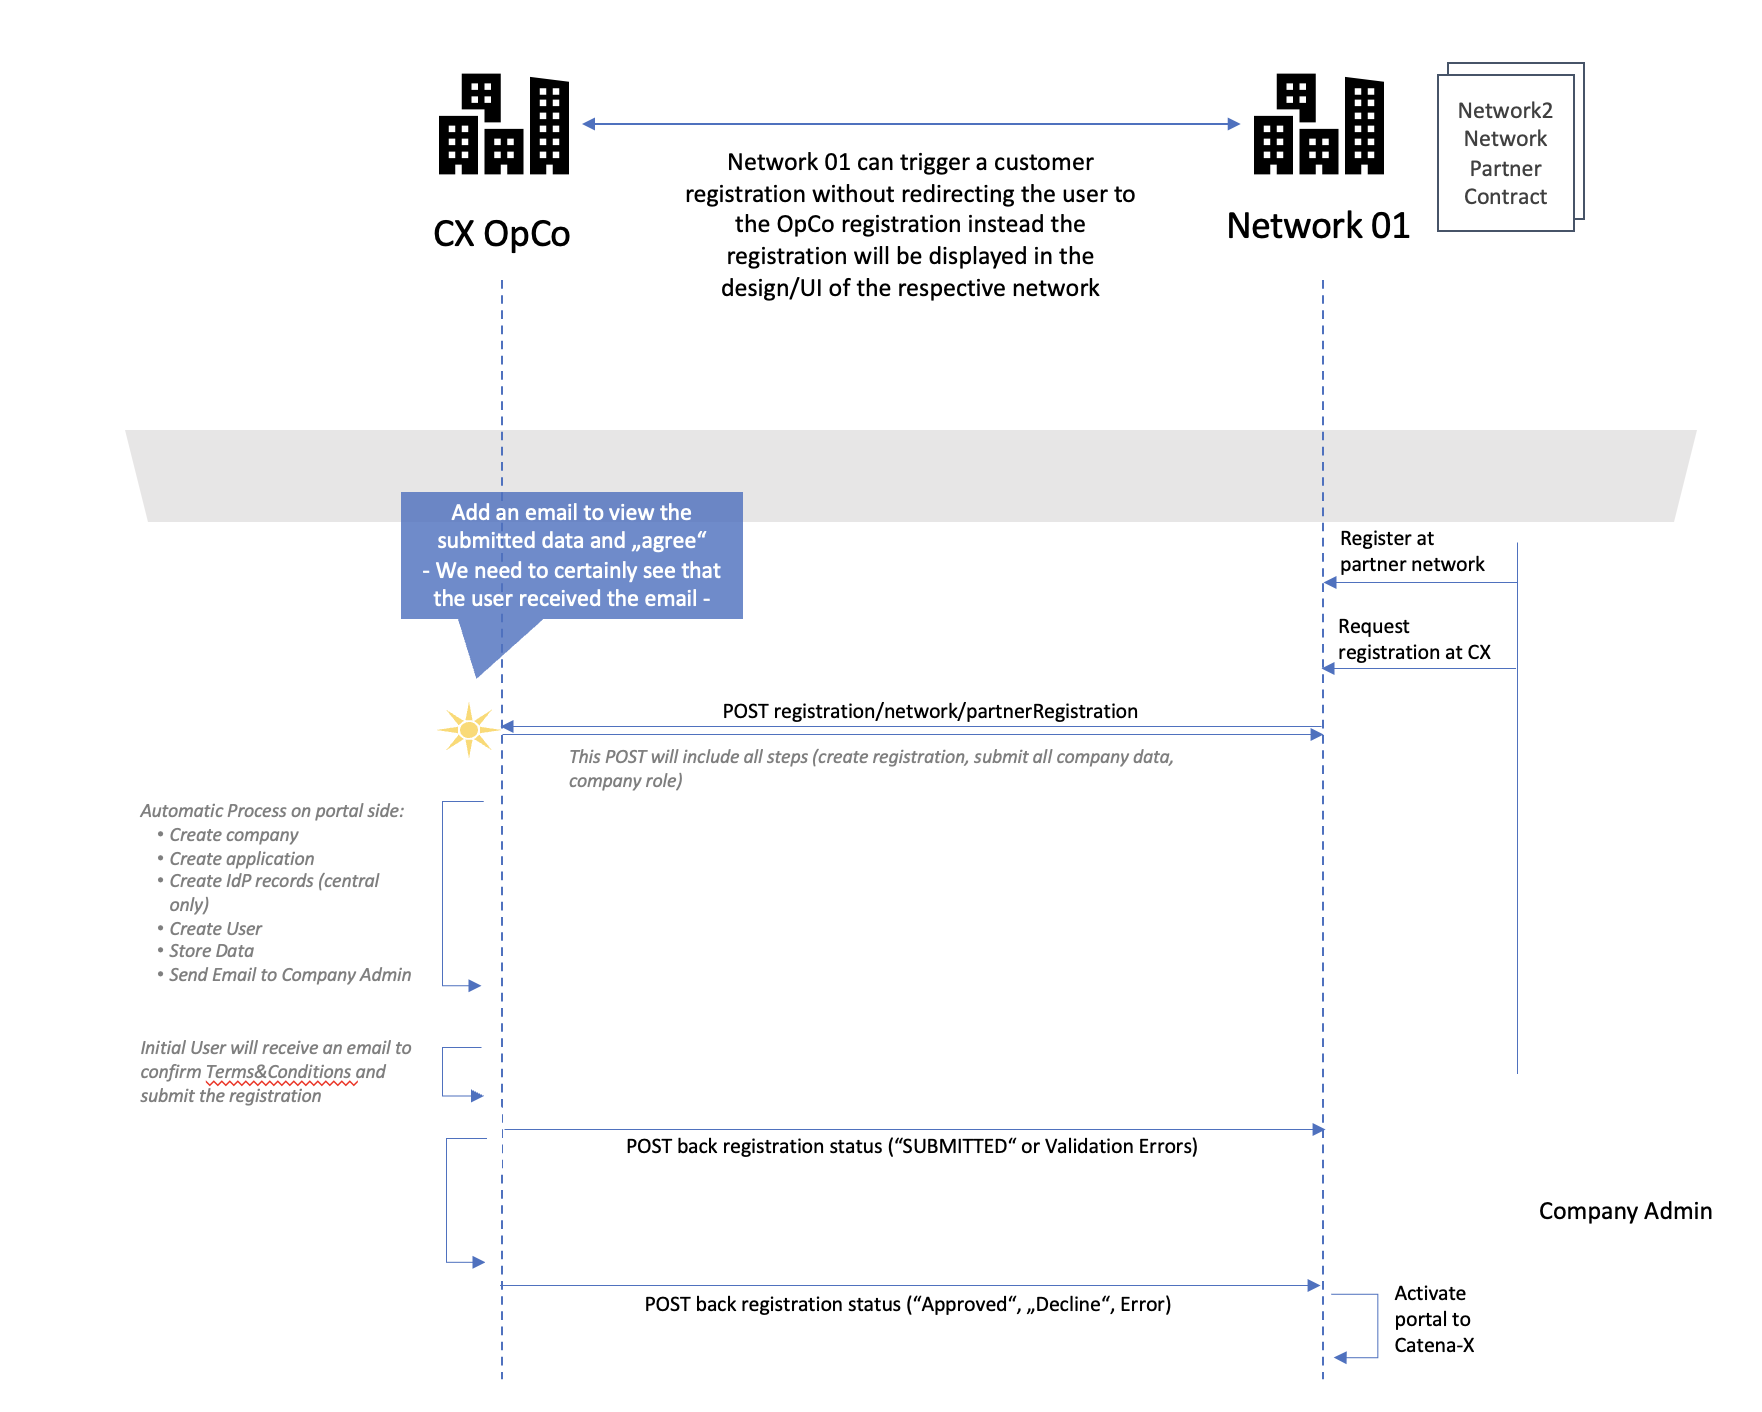 Network2
Network
Partner
Contract
Network 01 can trigger a customer
registration without redirecting the user to
the OpCo registration instead the
registration will be displayed in the
design/UI of the respective network
CX OpCo
Network 01
Add an email to view the
submitted data and „agree“
- We need to certainly see that
the user received the email -
Register at
partner network
Request
registration at CX
POST registration/network/partnerRegistration
This POST will include all steps (create registration, submit all company data,
company role)
Automatic Process on portal side:
• Create company
• Create application
• Create IdP records (central
only)
• Create User
• Store Data
• Send Email to Company Admin
Initial User will receive an email to
confirm Terms&Conditions and
submit the registration
POST back registration status (“SUBMITTED“ or Validation Errors)
Company Admin
POST back registration status (“Approved“, „Decline“, Error)
Activate
portal to
Catena-X